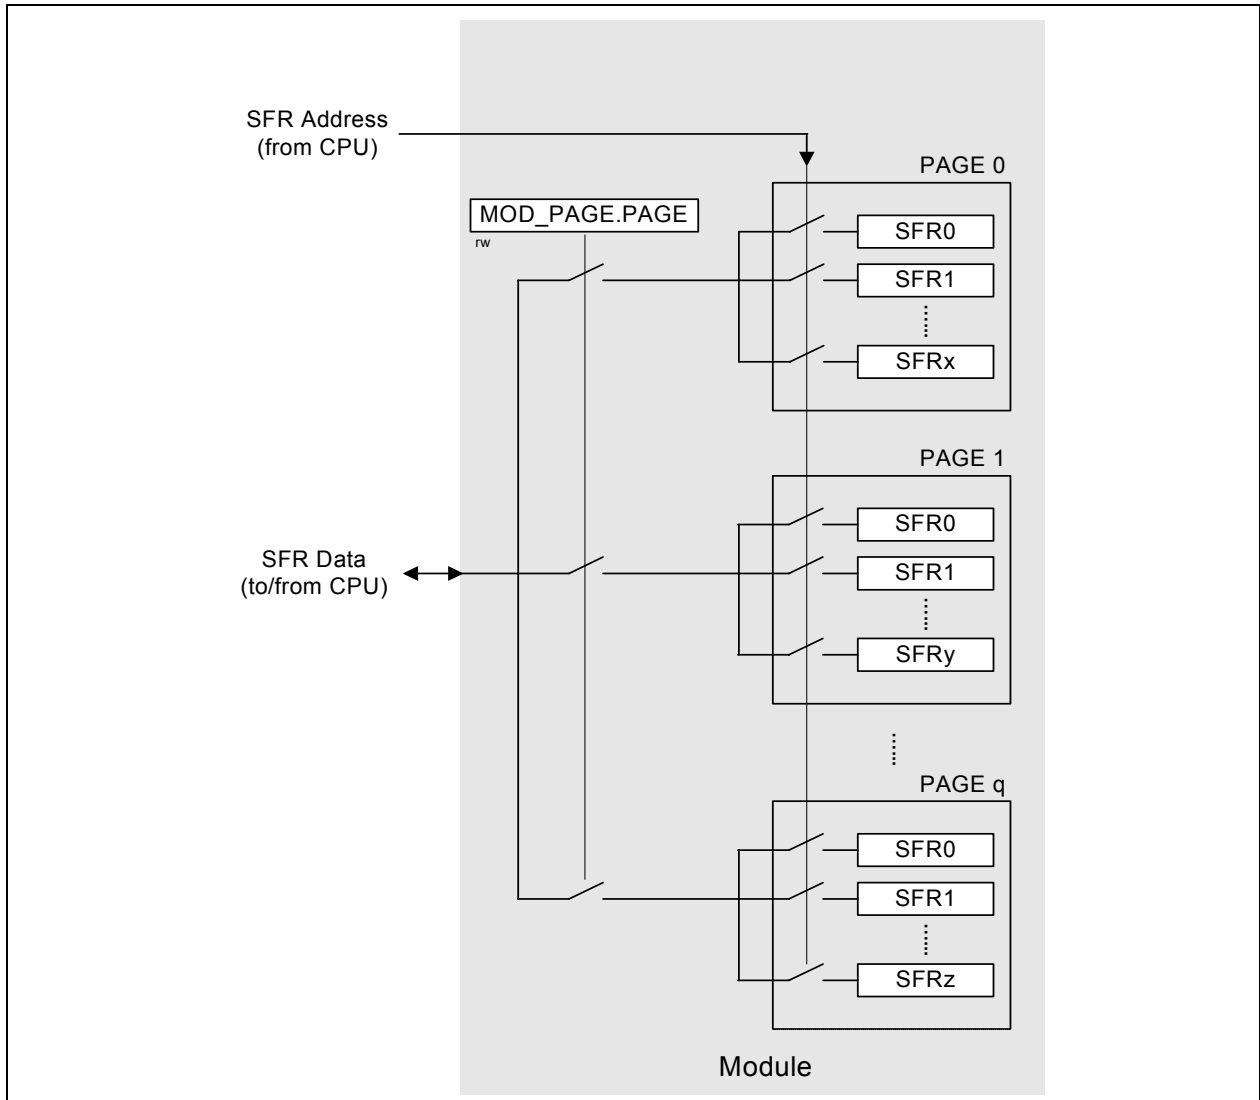 SFR Address
(from CPU)
PAGE 0
MOD_PAGE.PAGE
rw
SFR0
SFR1
SFRx
PAGE 1
SFR0
SFR1
SFRy
SFR Data
(to/from CPU)
PAGE q
SFR0
SFR1
SFRz
Module